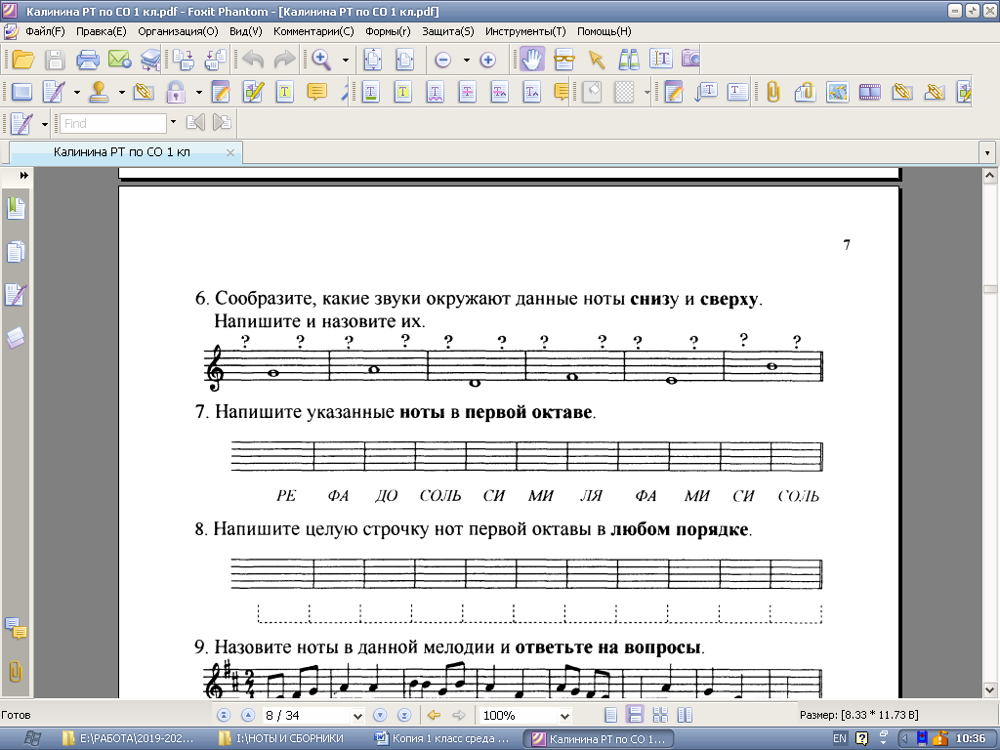 Калинина РТ по СО 1 кл.pdf - Foxit Phantom - [Калинина РТ по СО 1 кл.pdf]
Файл(F) Правка(E) Организация(O) Вид(V) Комментарии(C) Формы(r) Защита(S) Инструменты(T) Помощь(H)
Find
Калинина РТ по СО 1 кл
7
6. Сообразите, какие звуки окружают данные ноты снизу и сверху.
Напишите и назовите их.
? ? ? ? ? ? ? ? ? ? ? ?
7. Напишите указанные ноты в первой октаве.
РЕ ФА ДО СОЛЬ СИ МИ ЛЯ ФА МИ СИ СОЛЬ
8. Напишите целую строчку нот первой октавы в любом порядке.
9. Назовите ноты в данной мелодии и ответьте на вопросы.
2
4
Готов 8 / 34 100% Размер: [8.33 * 11.73 В]
E:\РАБОТА\2019-202... I:\НОТЫ И СБОРНИКИ Копия 1 класс среда ... Калинина РТ по СО 1... EN 10:36